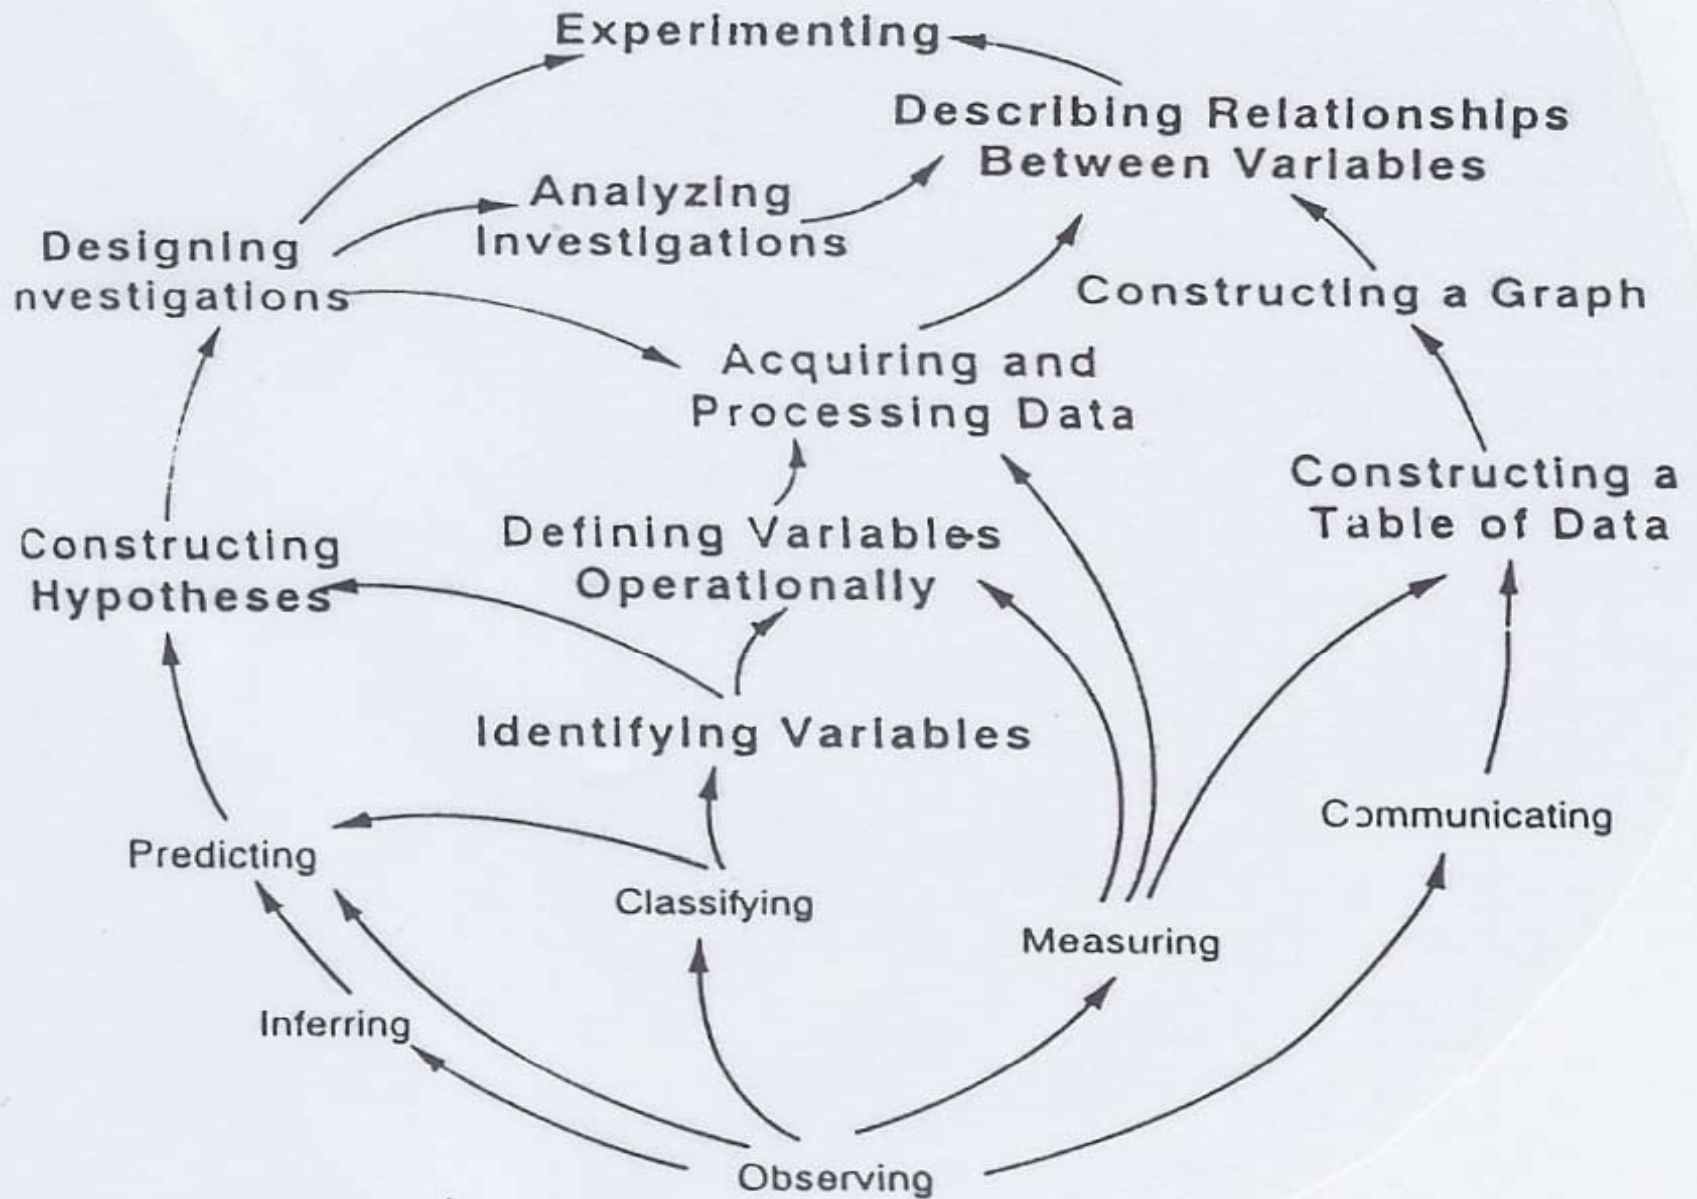 Experimenting
Describing Relationships
Between Variables
Analyzing
Investigations
Designing
nvestigations
Constructing a Graph
Acquiring and
Processing Data
Constructing a
Table of Data
Constructing
Hypotheses
Defining Variables
Operationally
Identifying Variables
Communicating
Predicting
Classifying
Measuring
Inferring
Observing